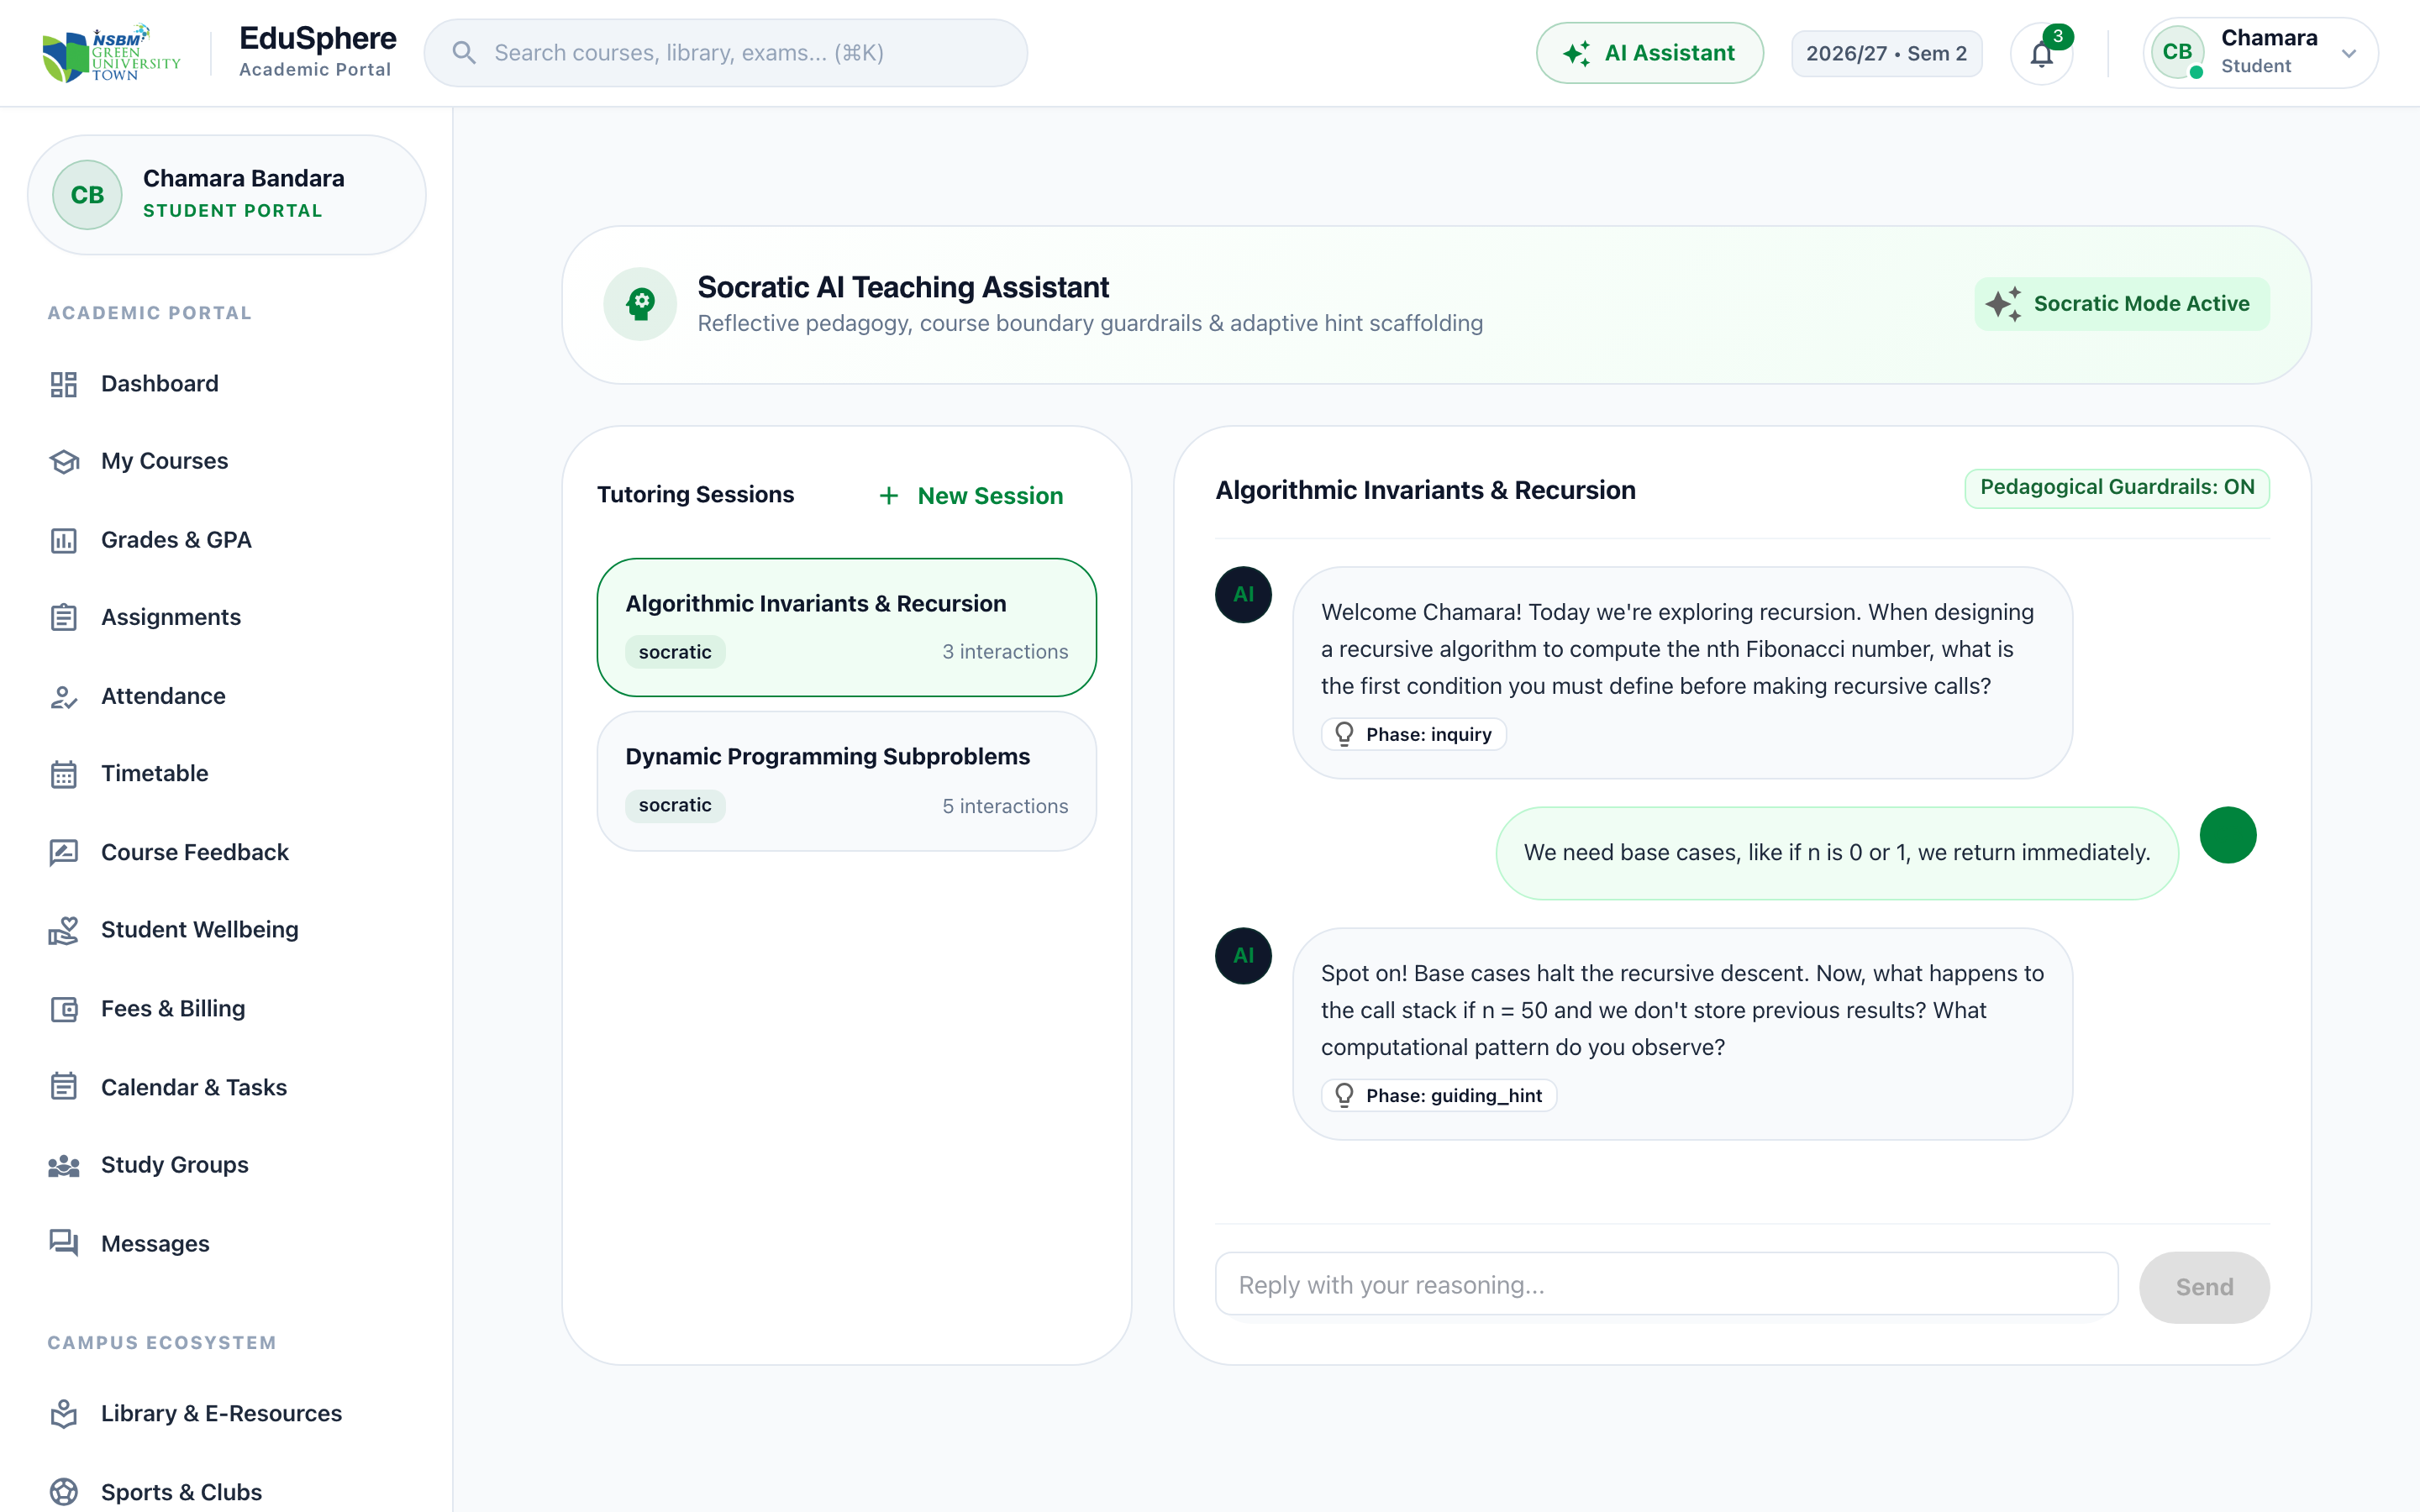 NSBM
GREEN
UNIVERSITY
TOWN
EduSphere
Academic Portal
Search courses, library, exams... (⌘K)
AI Assistant
2026/27 • Sem 2
3
CB
Chamara
Student
CB
Chamara Bandara
STUDENT PORTAL
ACADEMIC PORTAL
Dashboard
My Courses
Grades & GPA
Assignments
Attendance
Timetable
Course Feedback
Student Wellbeing
Fees & Billing
Calendar & Tasks
Study Groups
Messages
CAMPUS ECOSYSTEM
Library & E-Resources
Sports & Clubs
Socratic AI Teaching Assistant
Reflective pedagogy, course boundary guardrails & adaptive hint scaffolding
Socratic Mode Active
Tutoring Sessions
New Session
Algorithmic Invariants & Recursion
socratic
3 interactions
Dynamic Programming Subproblems
socratic
5 interactions
Algorithmic Invariants & Recursion
Pedagogical Guardrails: ON
AI
Welcome Chamara! Today we're exploring recursion. When designing
a recursive algorithm to compute the nth Fibonacci number, what is
the first condition you must define before making recursive calls?
Phase: inquiry
We need base cases, like if n is 0 or 1, we return immediately.
AI
Spot on! Base cases halt the recursive descent. Now, what happens to
the call stack if n = 50 and we don't store previous results? What
computational pattern do you observe?
Phase: guiding_hint
Reply with your reasoning...
Send